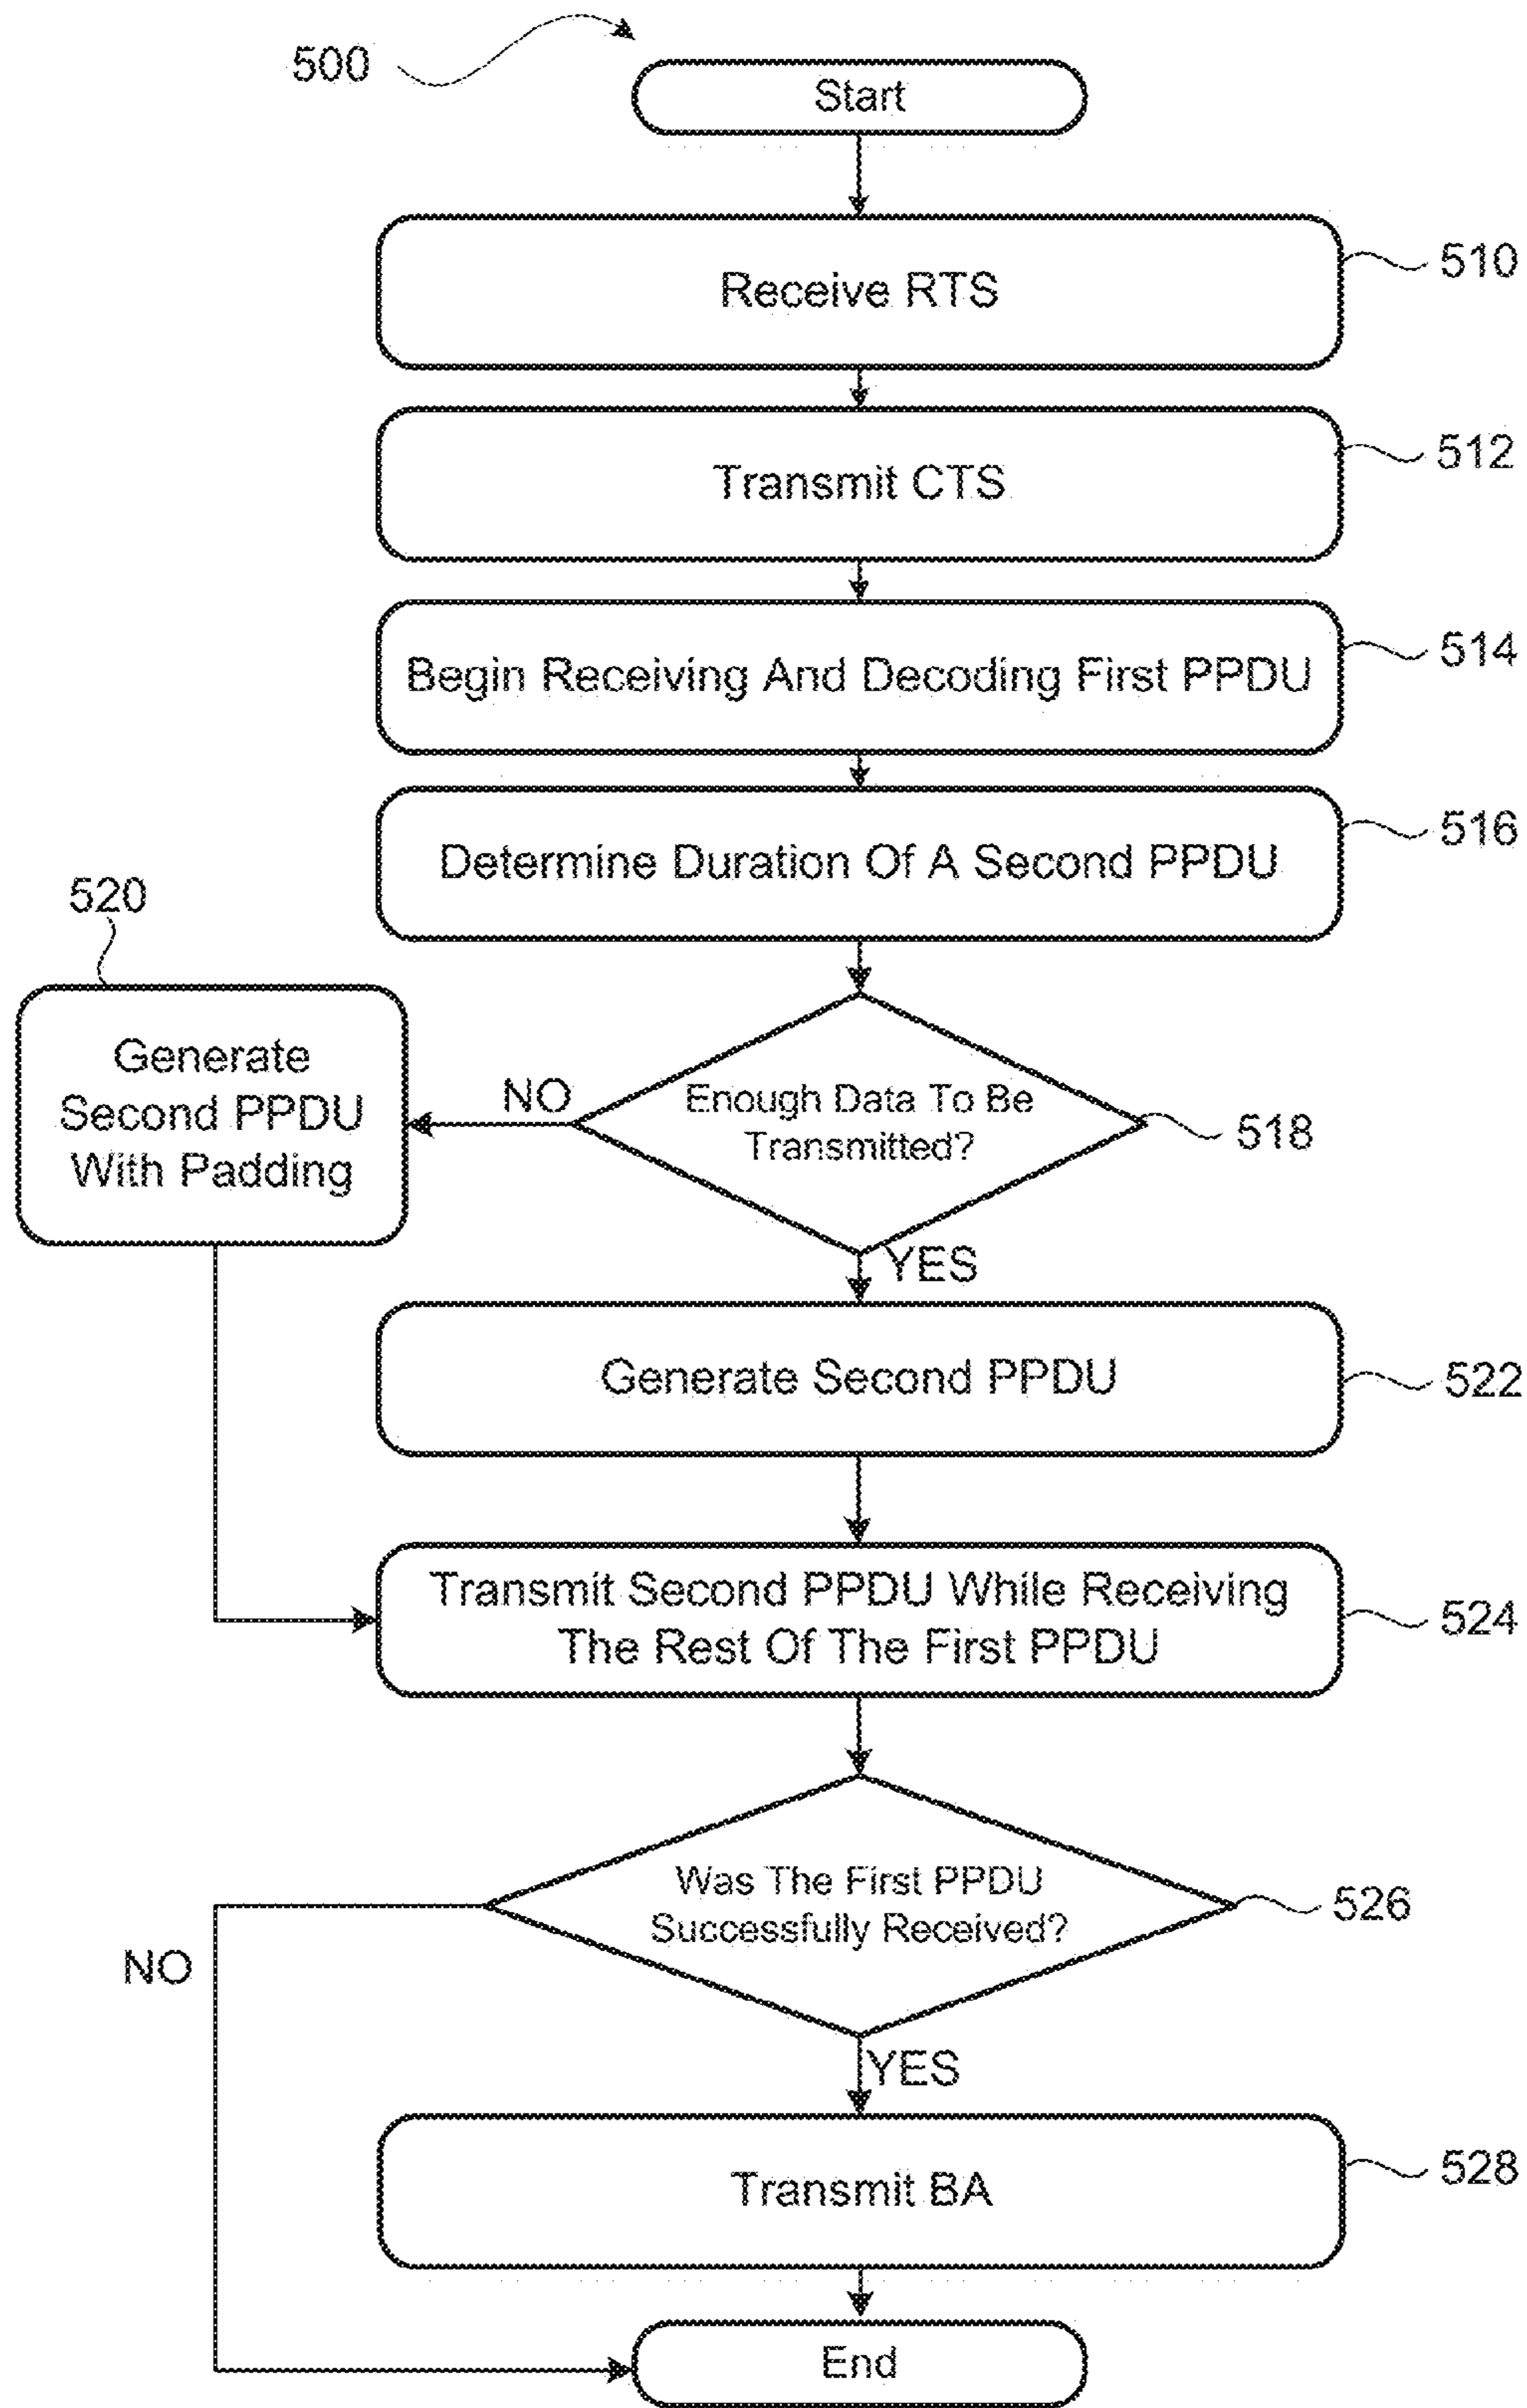 500
Start
Receive RTS
510
Transmit CTS
512
Begin Receiving And Decoding First PPDU
514
Determine Duration Of A Second PPDU
516
520
Generate
Second PPDU
With Padding
NO
Enough Data To Be
Transmitted?
518
YES
Generate Second PPDU
522
Transmit Second PPDU While Receiving
The Rest Of The First PPDU
524
Was The First PPDU
Successfully Received?
526
NO
YES
Transmit BA
528
End